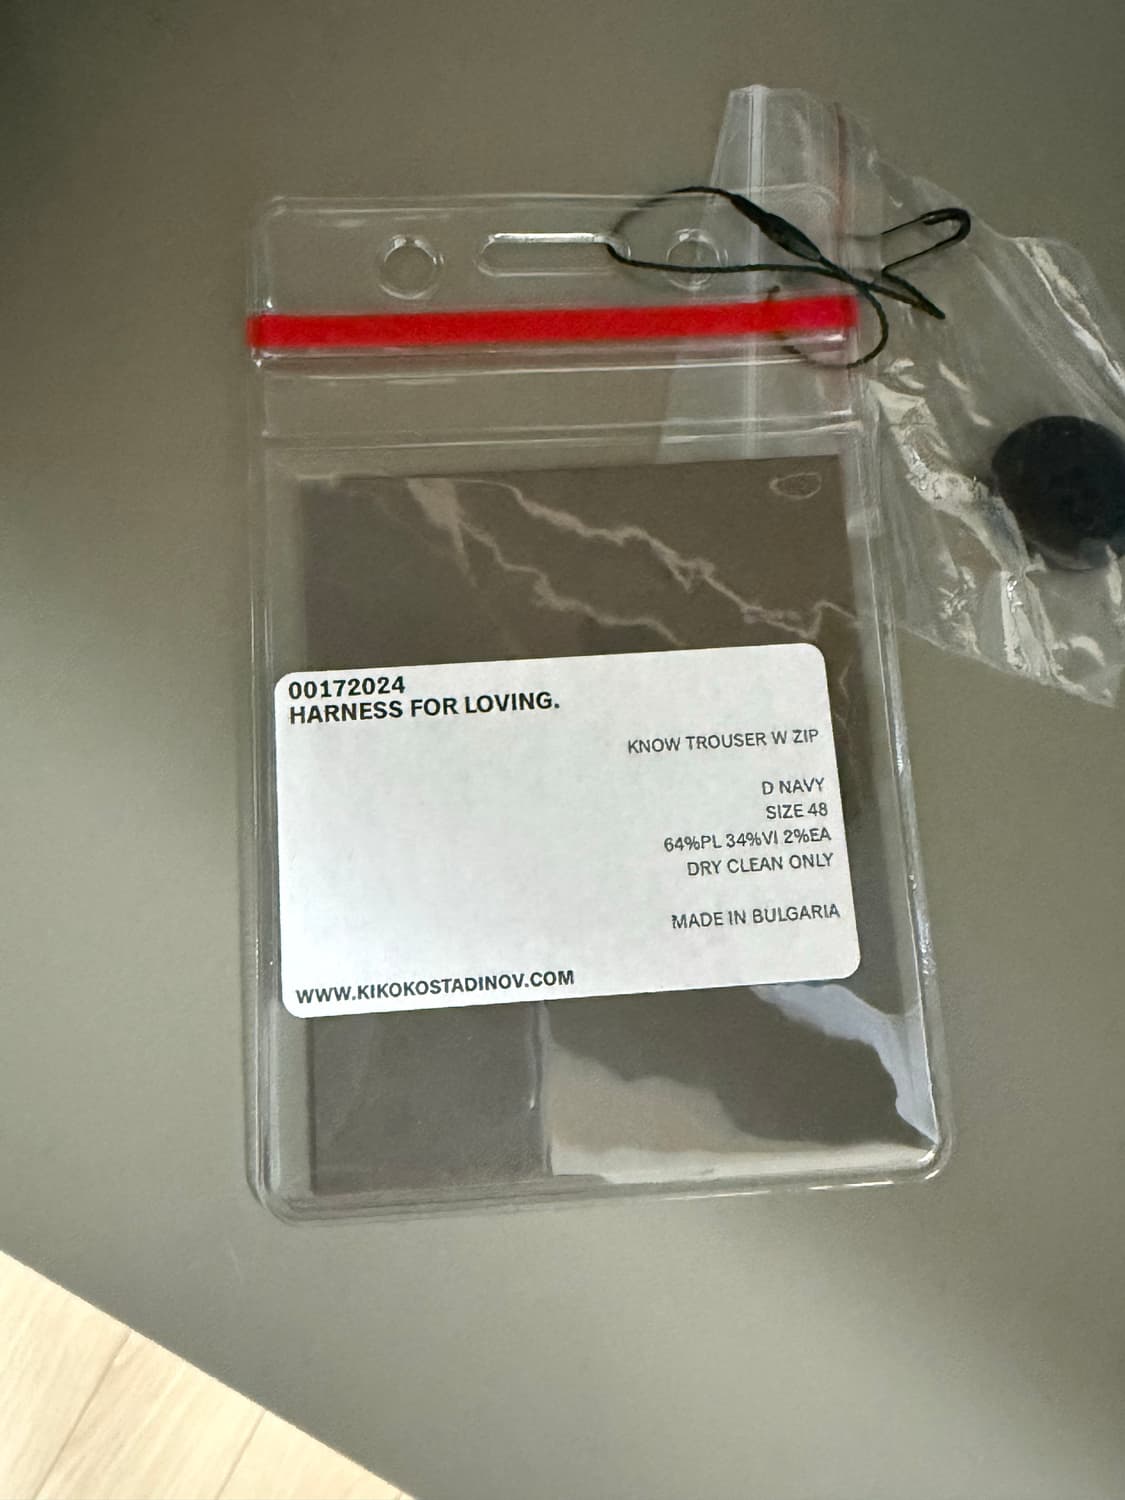 00172024
HARNESS FOR LOVING.
KNOW TROUSER W ZIP
D NAVY
SIZE 48
64%PL 34%VI 2%EA
DRY CLEAN ONLY
MADE IN BULGARIA
WWW.KIKOKOSTADINOV.COM